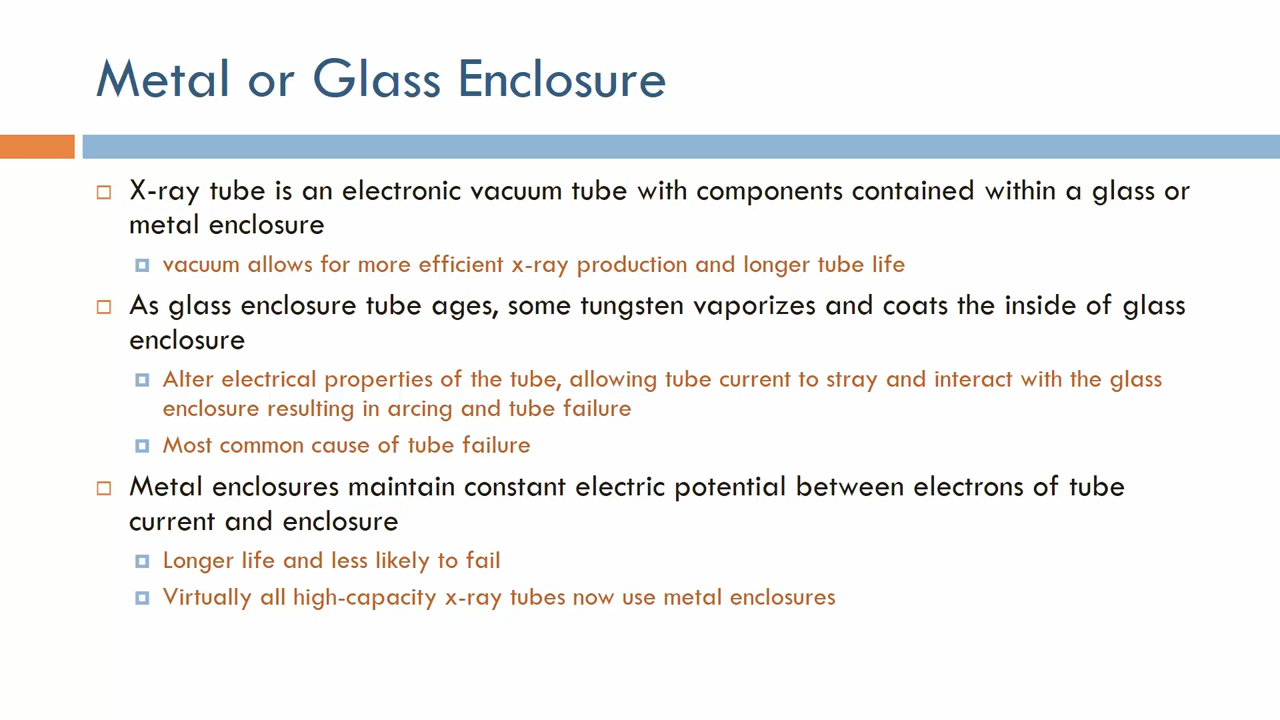 Metal or Glass Enclosure
X-ray tube is an electronic vacuum tube with components contained within a glass or
metal enclosure
vacuum allows for more efficient x-ray production and longer tube life
As glass enclosure tube ages, some tungsten vaporizes and coats the inside of glass
enclosure
Alter electrical properties of the tube, allowing tube current to stray and interact with the glass
enclosure resulting in arcing and tube failure
Most common cause of tube failure
Metal enclosures maintain constant electric potential between electrons of tube
current and enclosure
Longer life and less likely to fail
Virtually all high-capacity x-ray tubes now use metal enclosures